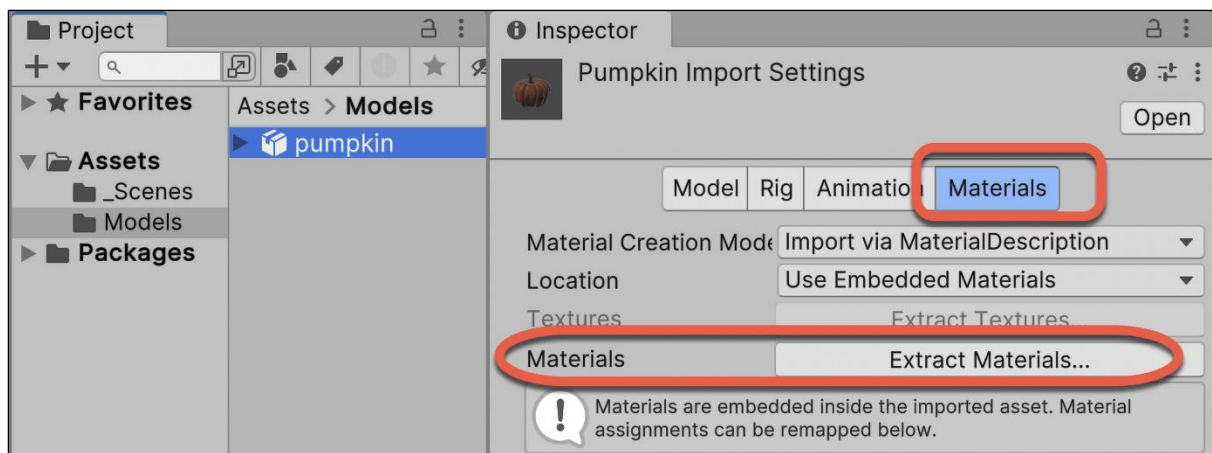 Project
Favorites
Assets
_Scenes
Models
Packages
Assets > Models
pumpkin
Inspector
Pumpkin Import Settings
Open
Model Rig Animation Materials
Material Creation Mode Import via MaterialDescription
Location Use Embedded Materials
Textures Extract Textures...
Materials Extract Materials...
Materials are embedded inside the imported asset. Material
assignments can be remapped below.